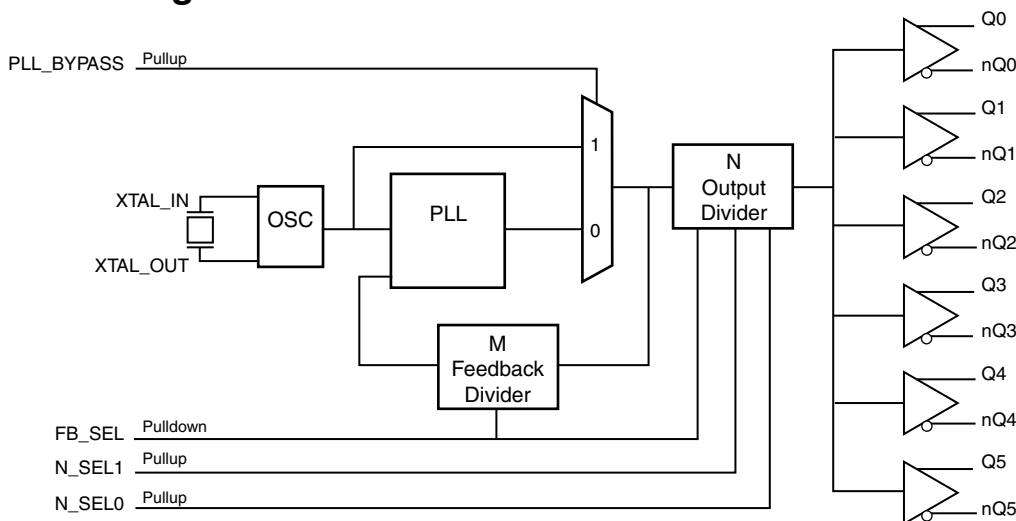 PLL_BYPASS Pullup
XTAL_IN
XTAL_OUT
OSC
PLL
1
0
M
Feedback
Divider
N
Output
Divider
FB_SEL Pulldown
N_SEL1 Pullup
N_SEL0 Pullup
Q0
nQ0
Q1
nQ1
Q2
nQ2
Q3
nQ3
Q4
nQ4
Q5
nQ5